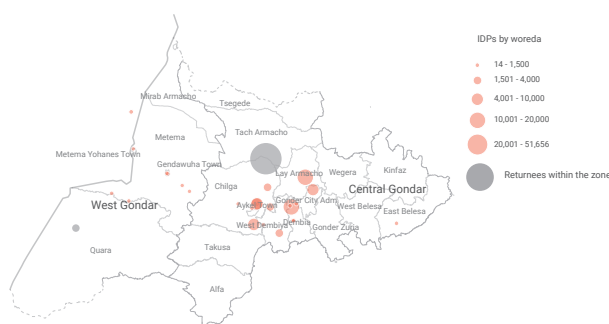 IDPs by woreda
14 - 1,500
1,501 - 4,000
4,001 - 10,000
10,001 - 20,000
20,001 - 51,656
Returnees within the zone
Mirab Armacho
Tsegede
Tach Armacho
Metema
Metema Yohanes Town
Gendawuha Town
Lay Armacho
Wegera
Kinfaz
Chilga
Central Gondar
West Gondar
Aykel Town
Gonder City Adm.
West Belesa
East Belesa
West Dembiya
Dembia
Gonder Zuria
Quara
Takusa
Alfa